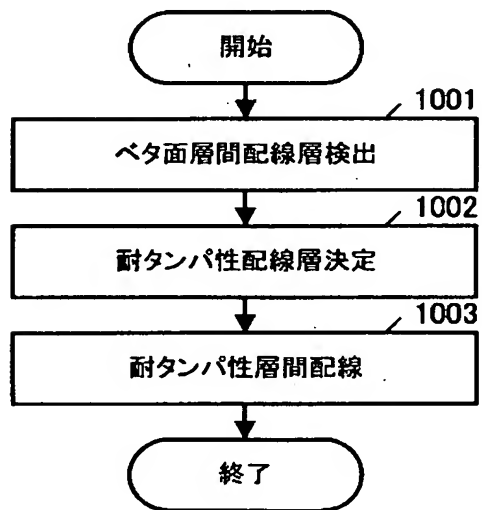 開始
1001
ベタ面層間配線層検出
1002
耐タンパ性配線層決定
1003
耐タンパ性層間配線
終了